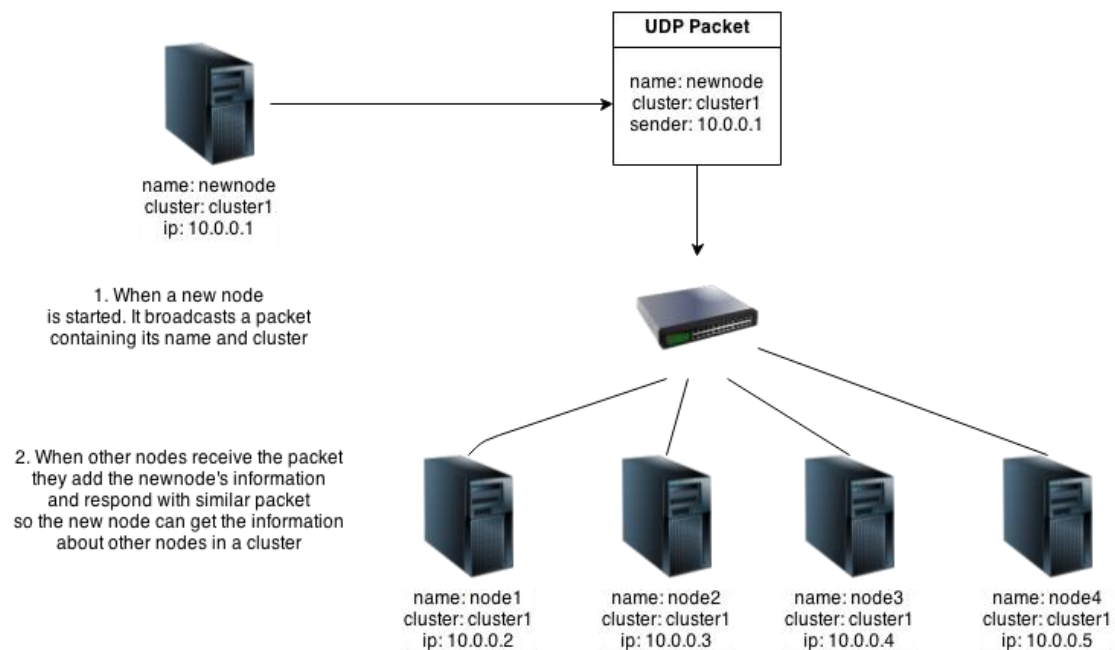 UDP Packet
name: newnode
cluster: cluster1
sender: 10.0.0.1
name: newnode
cluster: cluster1
ip: 10.0.0.1
1. When a new node
is started. It broadcasts a packet
containing its name and cluster
2. When other nodes receive the packet
they add the newnode's information
and respond with similar packet
so the new node can get the information
about other nodes in a cluster
name: node1
cluster: cluster1
ip: 10.0.0.2
name: node2
cluster: cluster1
ip: 10.0.0.3
name: node3
cluster: cluster1
ip: 10.0.0.4
name: node4
cluster: cluster1
ip: 10.0.0.5